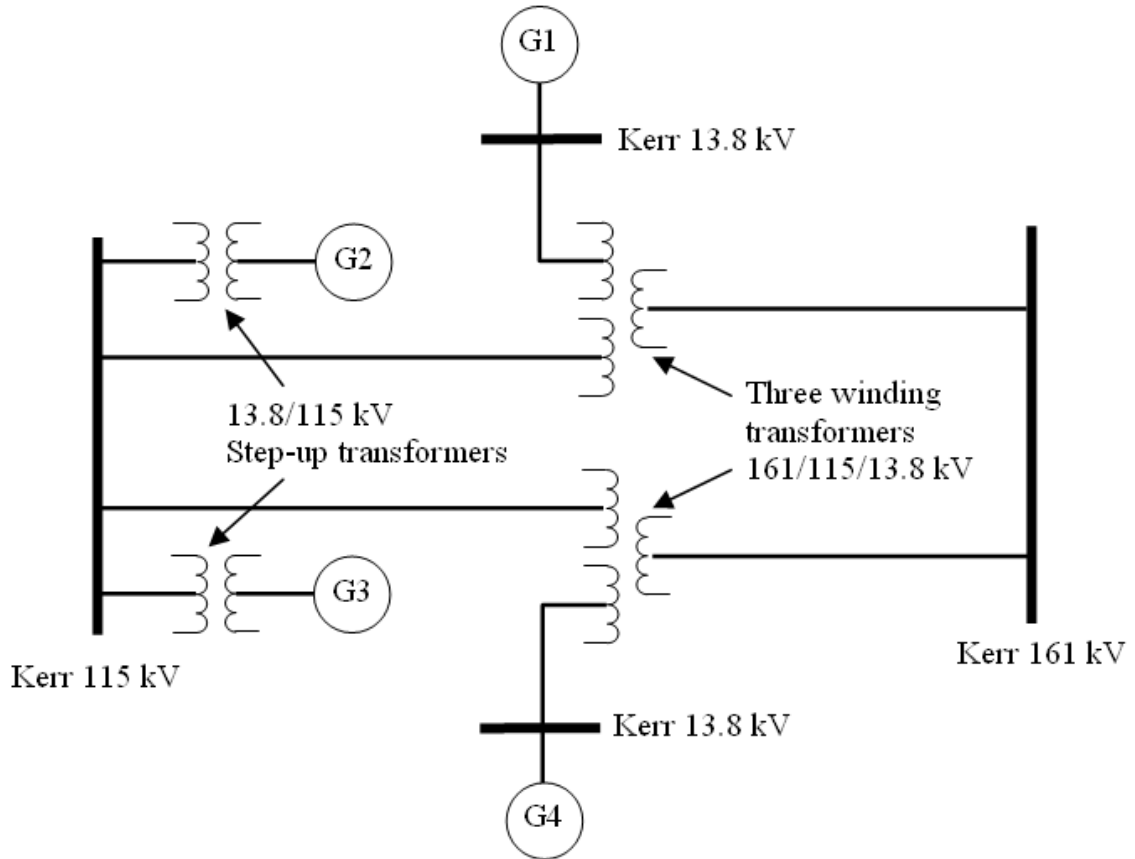 G1
Kerr 13.8 kV
G2
13.8/115 kV
Step-up transformers
Three winding
transformers
161/115/13.8 kV
G3
Kerr 115 kV
Kerr 161 kV
Kerr 13.8 kV
G4